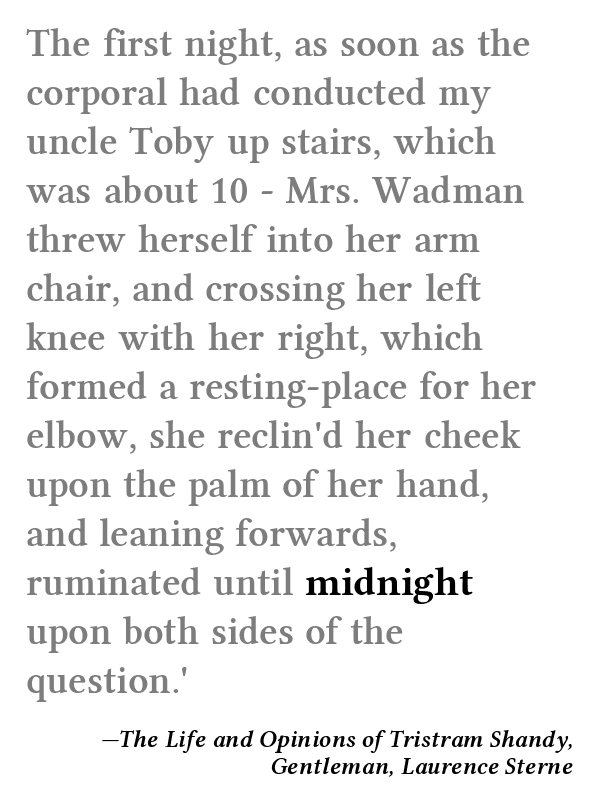 The first night, as soon as the
corporal had conducted my
uncle Toby up stairs, which
was about 10 - Mrs. Wadman
threw herself into her arm
chair, and crossing her left
knee with her right, which
formed a resting-place for her
elbow, she reclin'd her cheek
upon the palm of her hand,
and leaning forwards,
ruminated until midnight
upon both sides of the
question.'
—The Life and Opinions of Tristram Shandy,
Gentleman, Laurence Sterne